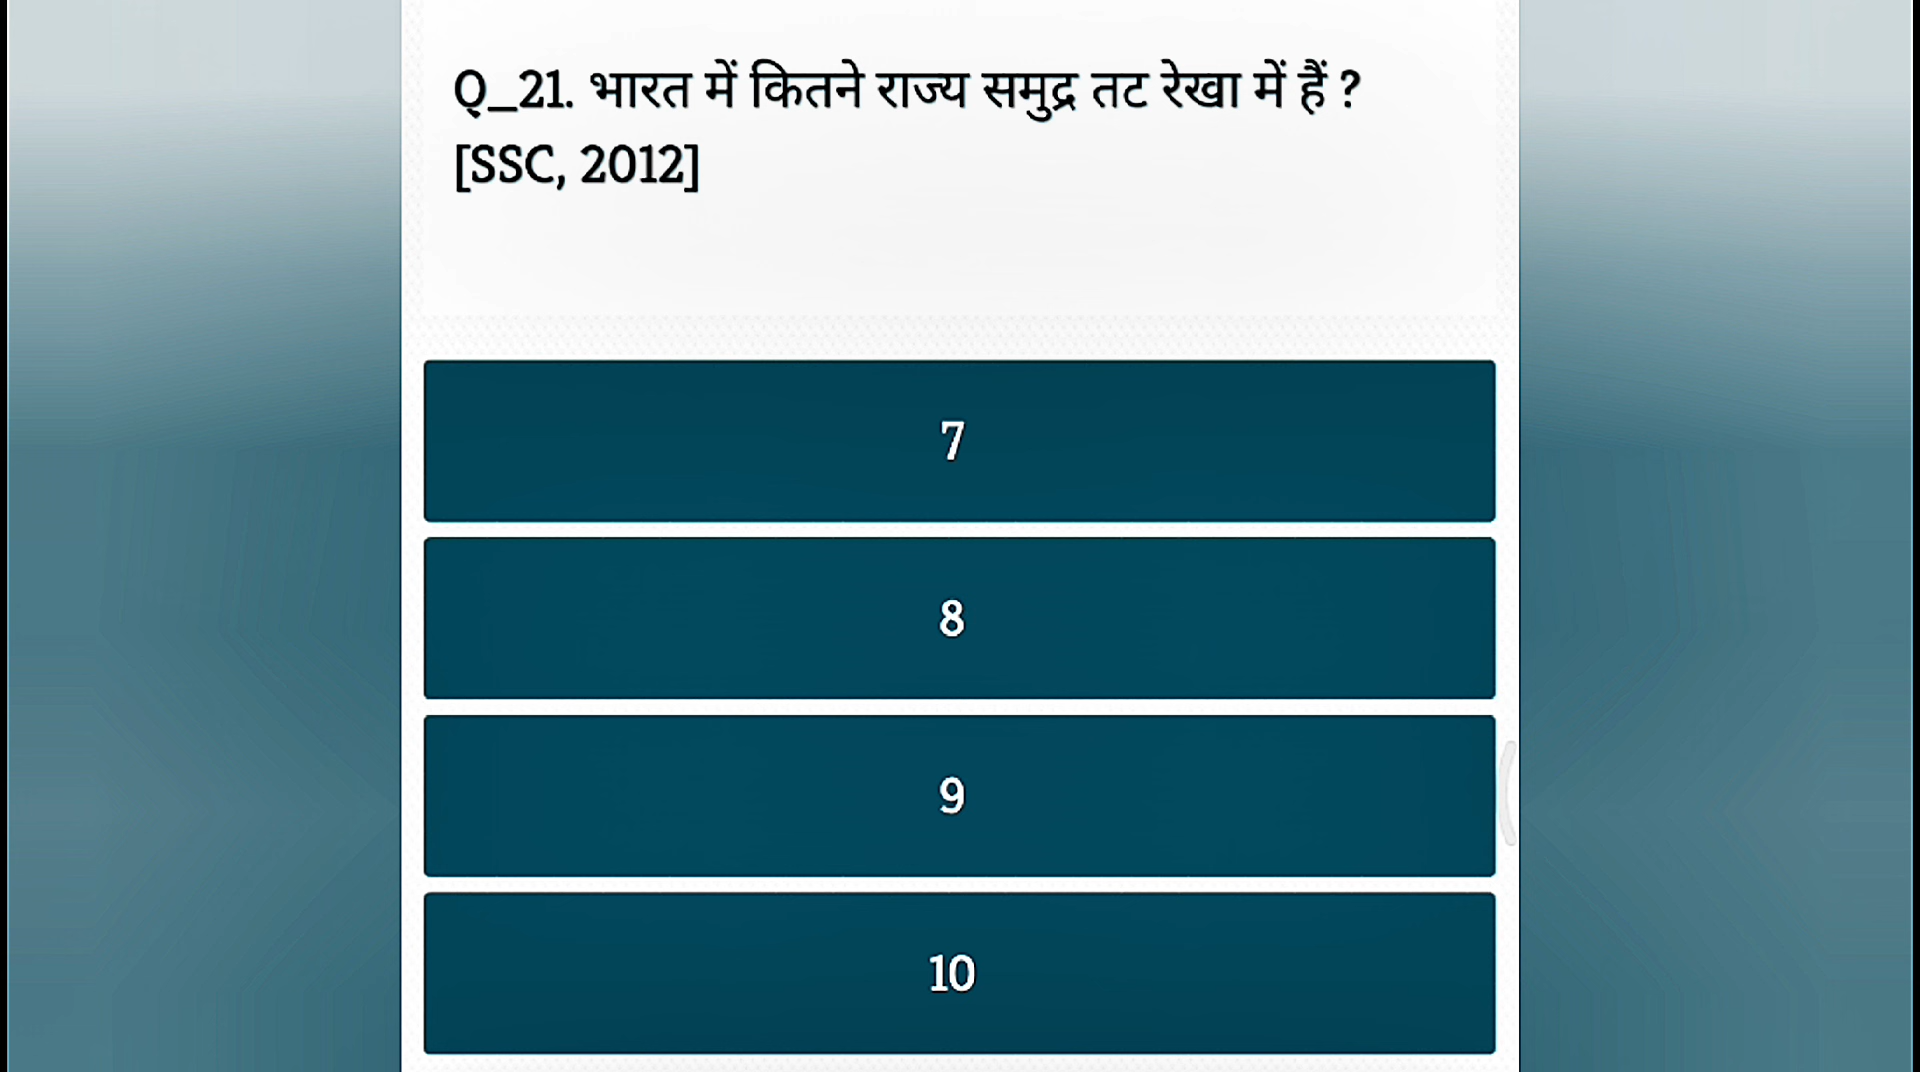 Q_21. भारत में कितने राज्य समुद्र तट रेखा में हैं ?
[SSC, 2012]
7
8
9
10